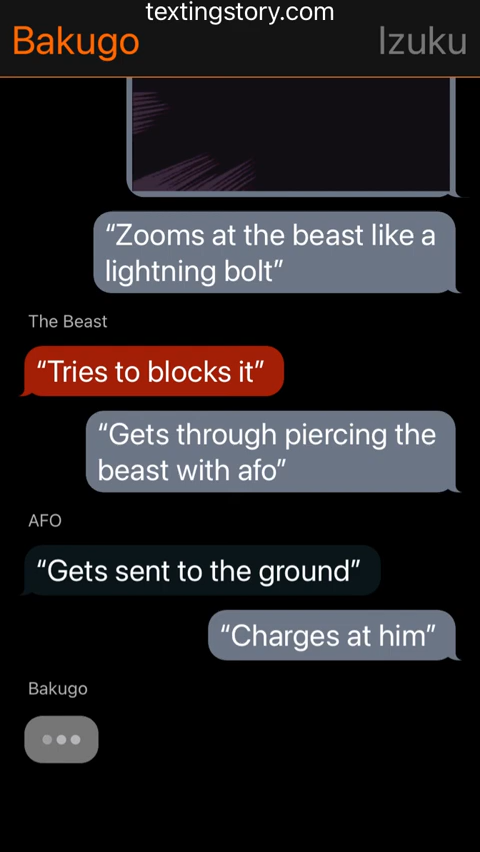 textingstory.com
Bakugo
Izuku
“Zooms at the beast like a
lightning bolt”
The Beast
“Tries to blocks it”
“Gets through piercing the
beast with afo”
AFO
“Gets sent to the ground”
“Charges at him”
Bakugo